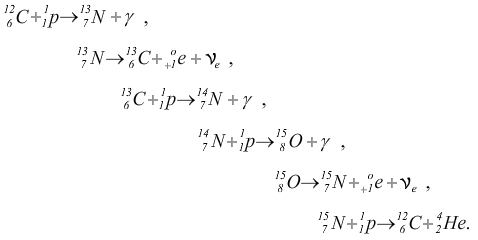 ¹²₆C+¹₁p→¹³₇N+γ ,
¹³₇N→¹³₆C+⁰₊₁e+νₑ ,
¹³₆C+¹₁p→¹⁴₇N+γ ,
¹⁴₇N+¹₁p→¹⁵₈O+γ ,
¹⁵₈O→¹⁵₇N+⁰₊₁e+νₑ ,
¹⁵₇N+¹₁p→¹²₆C+⁴₂He.